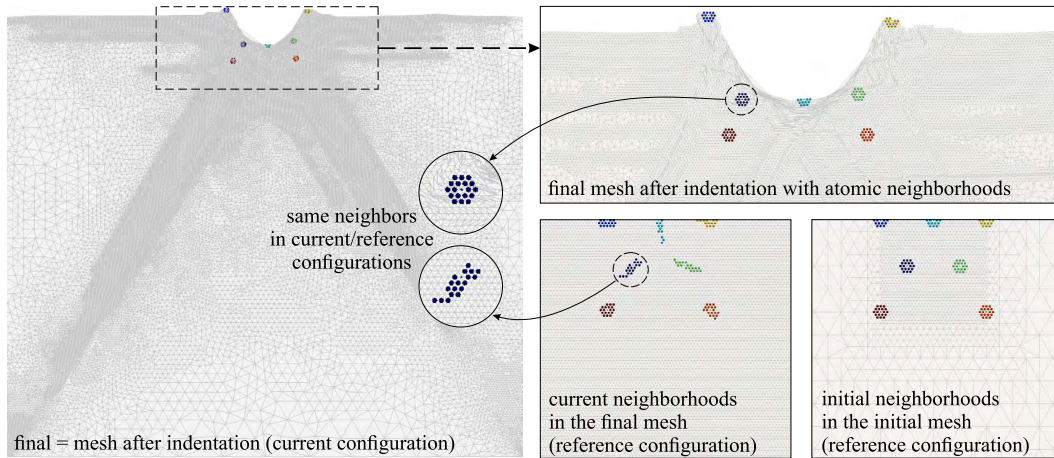 final mesh after indentation with atomic neighborhoods
same neighbors
in current/reference
configurations
final = mesh after indentation (current configuration)
current neighborhoods
in the final mesh
(reference configuration)
initial neighborhoods
in the initial mesh
(reference configuration)